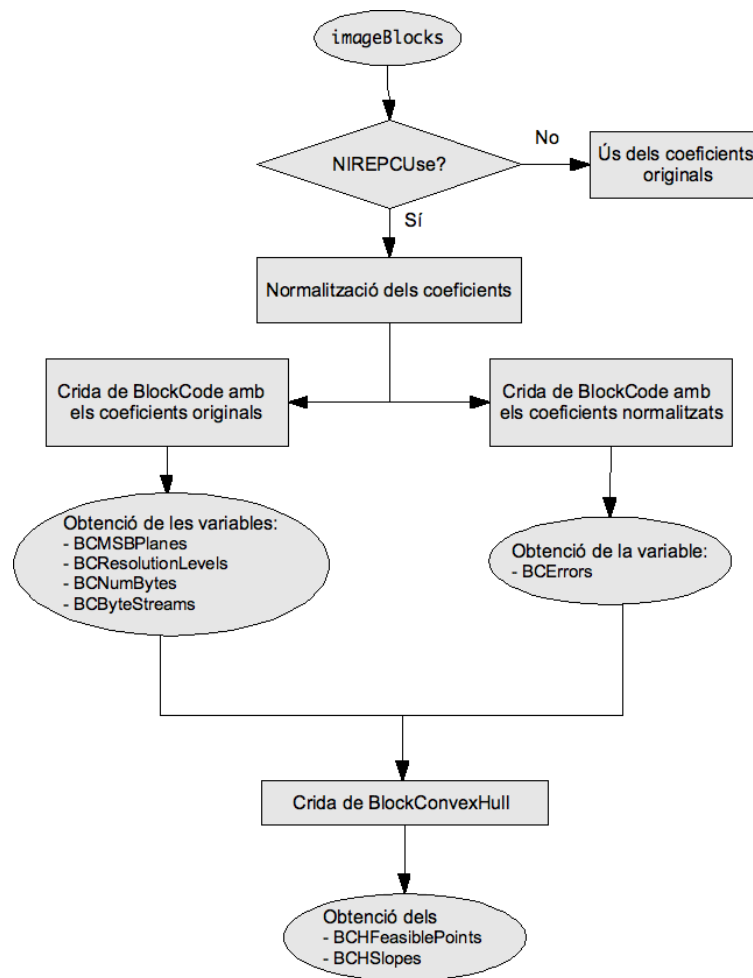 imageBlocks
NIREPCUse?
No
Ús dels coeficients
originals
Sí
Normalització dels coeficients
Crida de BlockCode amb
els coeficients originals
Crida de BlockCode amb
els coeficients normalitzats
Obtenció de les variables:
- BCMSBPlanes
- BCResolutionLevels
- BCNumBytes
- BCByteStreams
Obtenció de la variable:
- BCErrors
Crida de BlockConvexHull
Obtenció dels
- BCHFeasiblePoints
- BCHSlopes